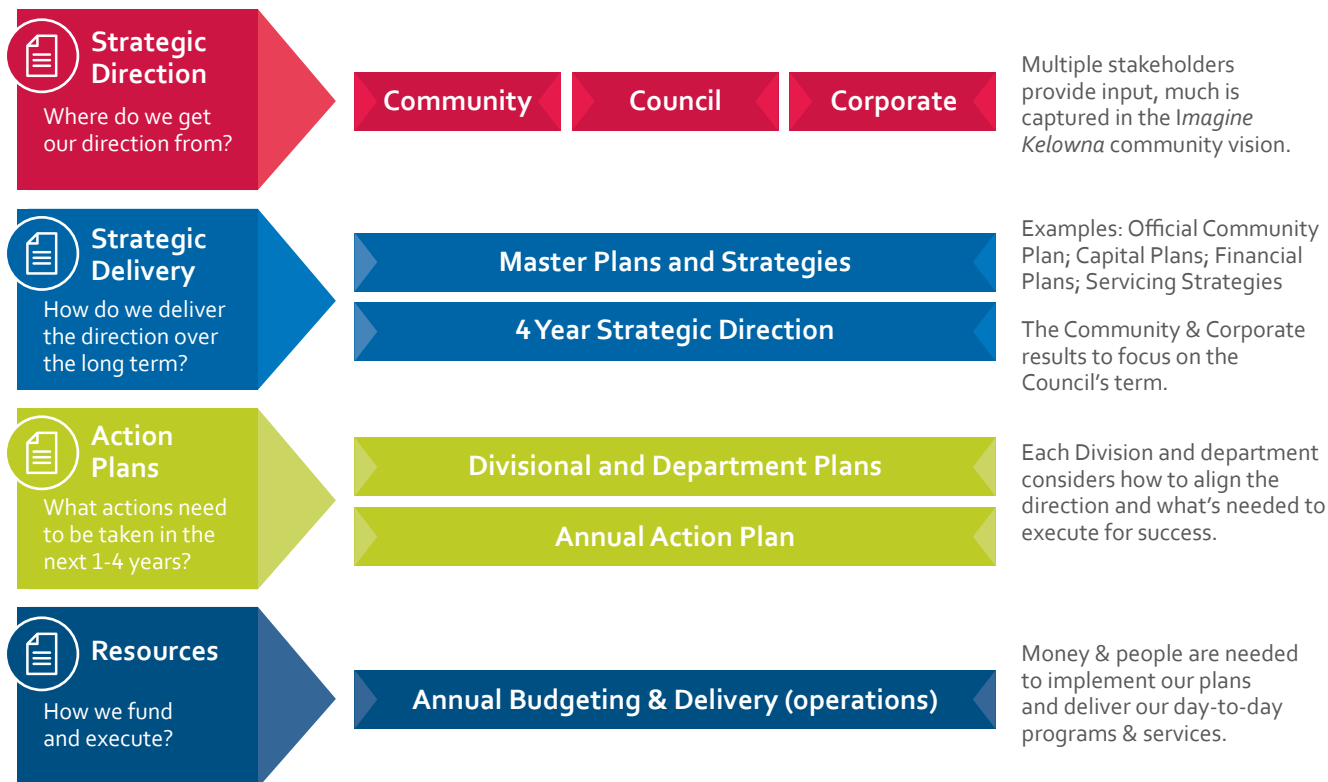 Strategic
Direction
Where do we get
our direction from?
Community
Council
Corporate
Multiple stakeholders
provide input, much is
captured in the Imagine
Kelowna community vision.
Strategic
Delivery
How do we deliver
the direction over
the long term?
Master Plans and Strategies
4 Year Strategic Direction
Examples: Official Community
Plan; Capital Plans; Financial
Plans; Servicing Strategies
The Community & Corporate
results to focus on the
Council's term.
Action
Plans
What actions need
to be taken in the
next 1-4 years?
Divisional and Department Plans
Annual Action Plan
Each Division and department
considers how to align the
direction and what's needed to
execute for success.
Resources
How we fund
and execute?
Annual Budgeting & Delivery (operations)
Money & people are needed
to implement our plans
and deliver our day-to-day
programs & services.